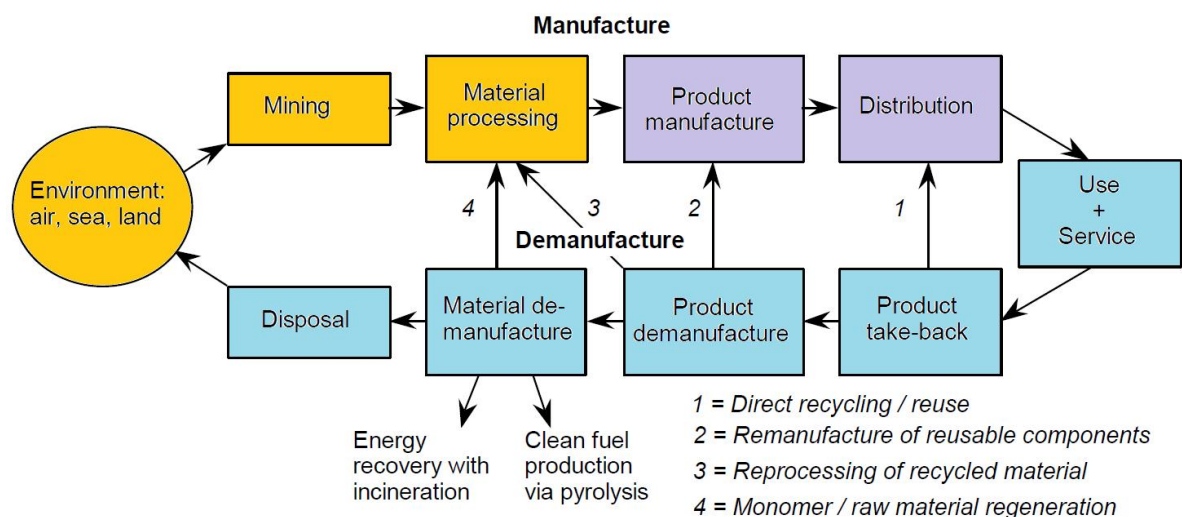 Manufacture
Mining
Material
processing
Product
manufacture
Distribution
Environment:
air, sea, land
Use
+
Service
4
3
2
1
Demanufacture
Disposal
Material de-
manufacture
Product
demanufacture
Product
take-back
Energy
recovery with
incineration
Clean fuel
production
via pyrolysis
1 = Direct recycling / reuse
2 = Remanufacture of reusable components
3 = Reprocessing of recycled material
4 = Monomer / raw material regeneration